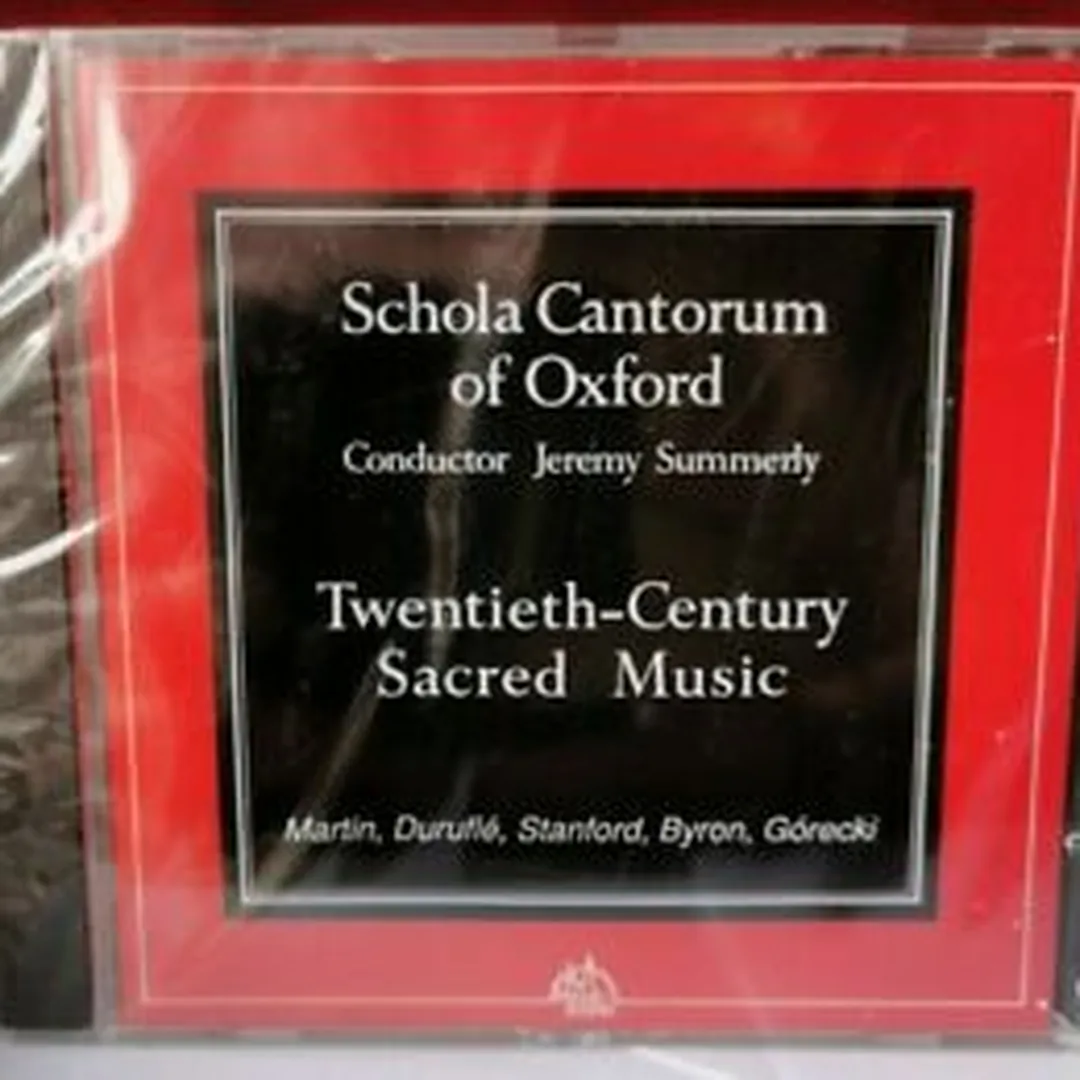 Schola Cantorum
of Oxford
Conductor Jeremy Summerly
Twentieth-Century
Sacred Music
Martin, Duruflé, Stanford, Byron, Górecki